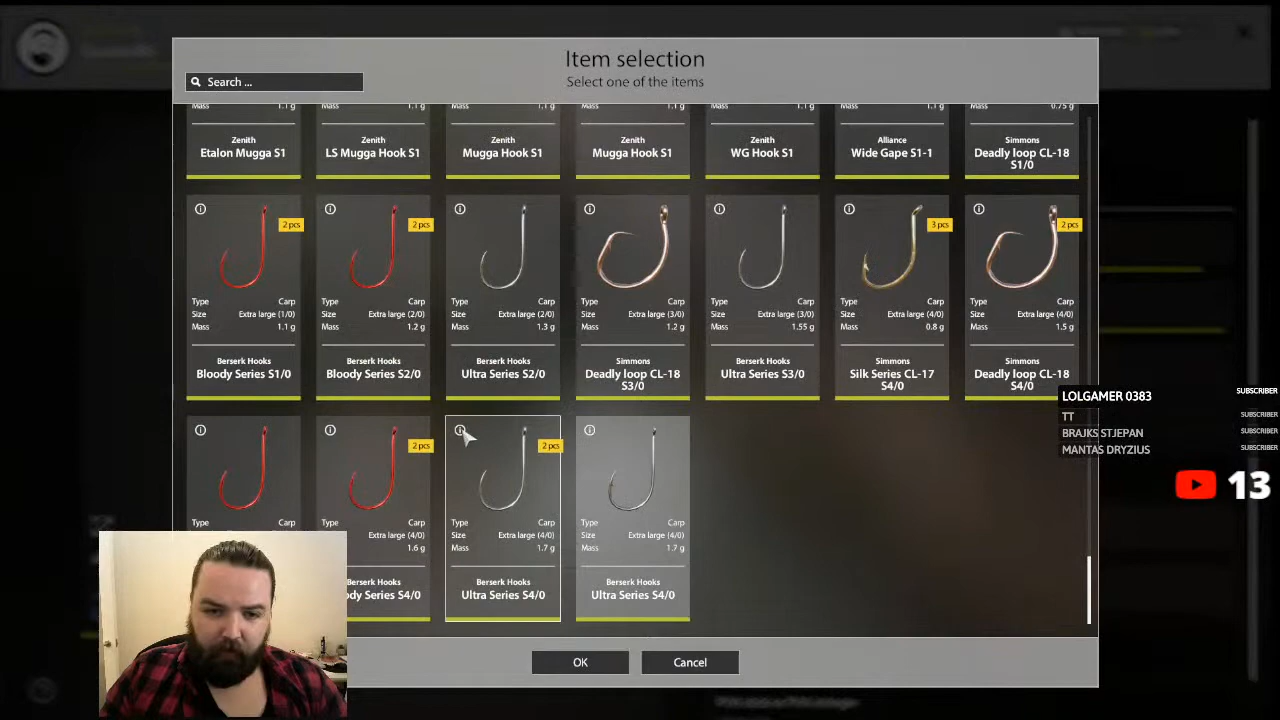 Item selection
Search ...
Select one of the items
Mass 1.1 g
Mass 1.1 g
Mass 1.1 g
Mass 1.1 g
Mass 1.1 g
Mass 1.1 g
Mass 0.75 g
Zenith
Etalon Mugga S1
Zenith
LS Mugga Hook S1
Zenith
Mugga Hook S1
Zenith
Mugga Hook S1
Zenith
WG Hook S1
Alliance
Wide Gape S1-1
Simmons
Deadly loop CL-18
S1/0
2 pcs
Type Carp
Size Extra large (1/0)
Mass 1.1 g
Berserk Hooks
Bloody Series S1/0
2 pcs
Type Carp
Size Extra large (2/0)
Mass 1.2 g
Berserk Hooks
Bloody Series S2/0
Type Carp
Size Extra large (2/0)
Mass 1.3 g
Berserk Hooks
Ultra Series S2/0
Type Carp
Size Extra large (3/0)
Mass 1.2 g
Simmons
Deadly loop CL-18
S3/0
Type Carp
Size Extra large (3/0)
Mass 1.55 g
Berserk Hooks
Ultra Series S3/0
3 pcs
Type Carp
Size Extra large (4/0)
Mass 0.8 g
Simmons
Silk Series CL-17
S4/0
2 pcs
Type Carp
Size Extra large (4/0)
Mass 1.5 g
Simmons
Deadly loop CL-18
S4/0
Type Carp
2 pcs
Type Carp
Extra large (4/0)
1.6 g
Berserk Hooks
dy Series S4/0
2 pcs
Type Carp
Size Extra large (4/0)
Mass 1.7 g
Berserk Hooks
Ultra Series S4/0
Type Carp
Size Extra large (4/0)
Mass 1.7 g
Berserk Hooks
Ultra Series S4/0
LOLGAMER 0383 SUBSCRIBER
TT SUBSCRIBER
BRAIKS STJEPAN SUBSCRIBER
MANTAS DRYZIUS SUBSCRIBER
13
OK
Cancel